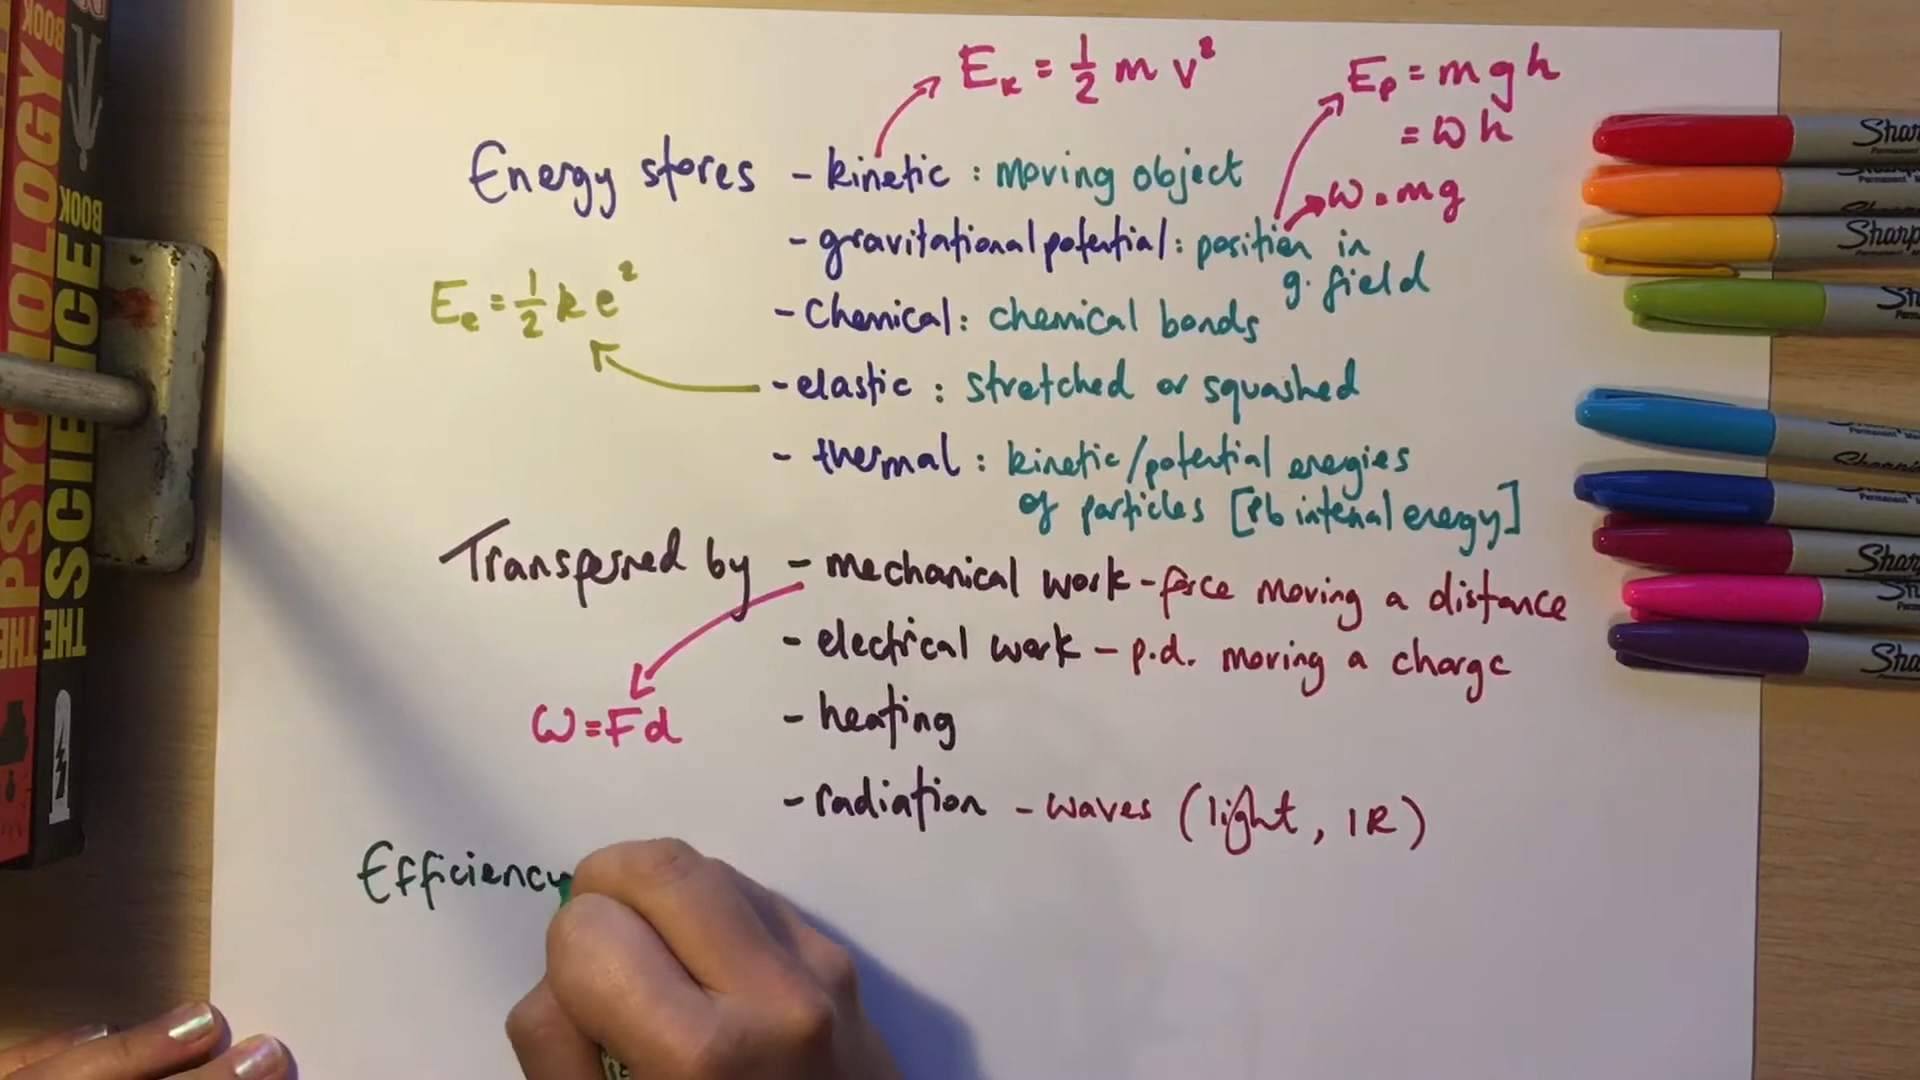 E_k = 1/2 m v²
E_p = m g h
= W h
Energy stores - kinetic : moving object
W = mg
- gravitational potential : position in
g. field
E_e = 1/2 k e²
- Chemical : chemical bonds
- elastic : stretched or squashed
- thermal : kinetic/potential energies
of particles [Pb internal energy]
Transferred by - mechanical work - force moving a distance
- electrical work - p.d. moving a charge
W = Fd
- heating
- radiation - waves (light, IR)
Efficiency
THE PSYCHOLOGY BOOK
THE SCIENCE BOOK
Sharpie